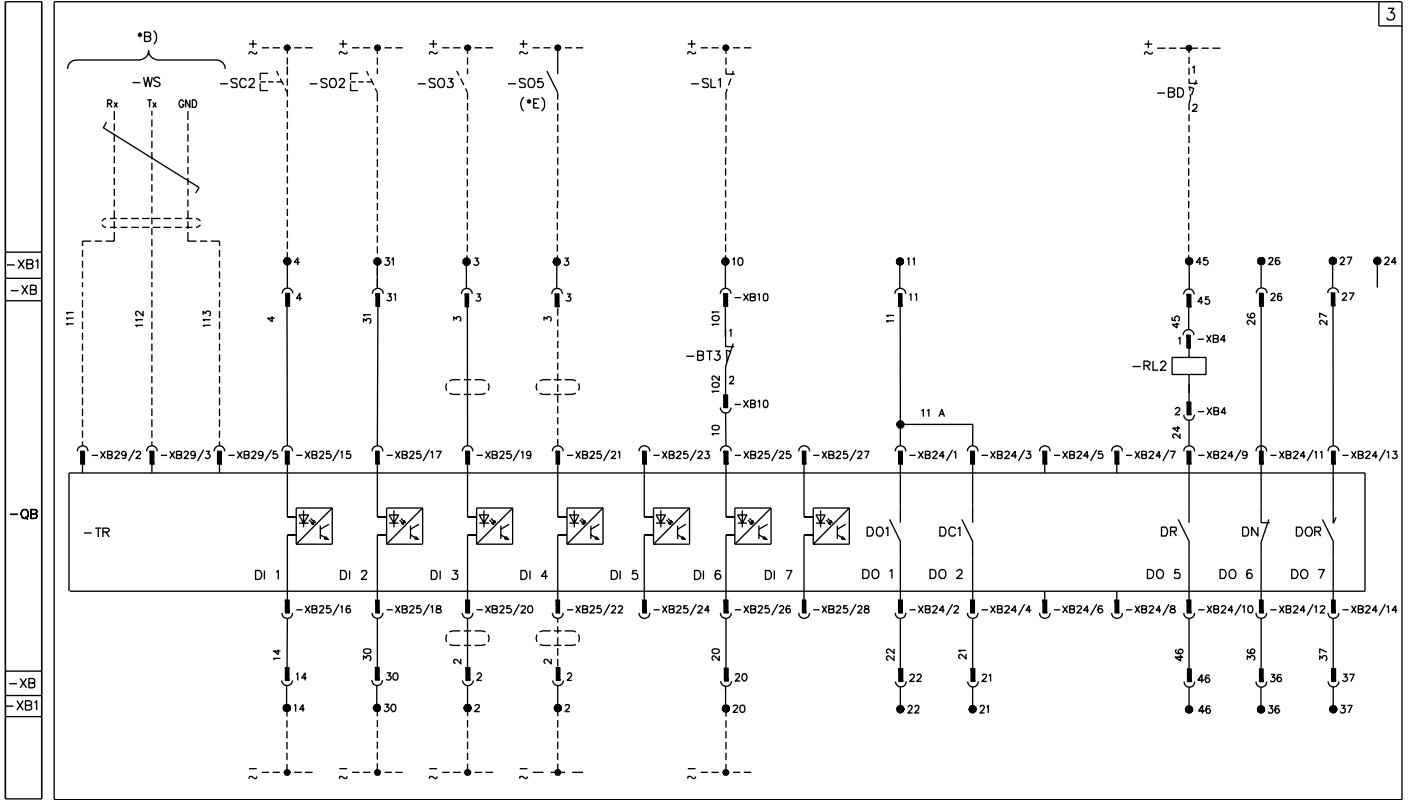 3
*B)
-WS
Rx Tx GND
+
~
+
~
+
~
+
~
+
~
+
~
-SC2
-SO2
-SO3
-SO5
(*E)
-SL1
1
-BD
2
-XB1
4 31 3 3 10 11 45 26 27 24
-XB
4 31 3 3 -XB10 11 45 26 27
111 112 113 4 31 3 3 101 11 45 26 27
1
-BT3
2
102
-XB10
10
1 -XB4
-RL2
2 -XB4
24
11 A
-XB29/2 -XB29/3 -XB29/5 -XB25/15 -XB25/17 -XB25/19 -XB25/21 -XB25/23 -XB25/25 -XB25/27 -XB24/1 -XB24/3 -XB24/5 -XB24/7 -XB24/9 -XB24/11 -XB24/13
-QB
-TR
DO1 DC1 DR DN DOR
DI 1 DI 2 DI 3 DI 4 DI 5 DI 6 DI 7 DO 1 DO 2 DO 5 DO 6 DO 7
-XB25/16 -XB25/18 -XB25/20 -XB25/22 -XB25/24 -XB25/26 -XB25/28 -XB24/2 -XB24/4 -XB24/6 -XB24/8 -XB24/10 -XB24/12 -XB24/14
14 30 2 2 20 22 21 46 36 37
-XB
14 30 2 2 20 22 21 46 36 37
-XB1
14 30 2 2 20 22 21 46 36 37
-
~
-
~
-
~
-
~
-
~